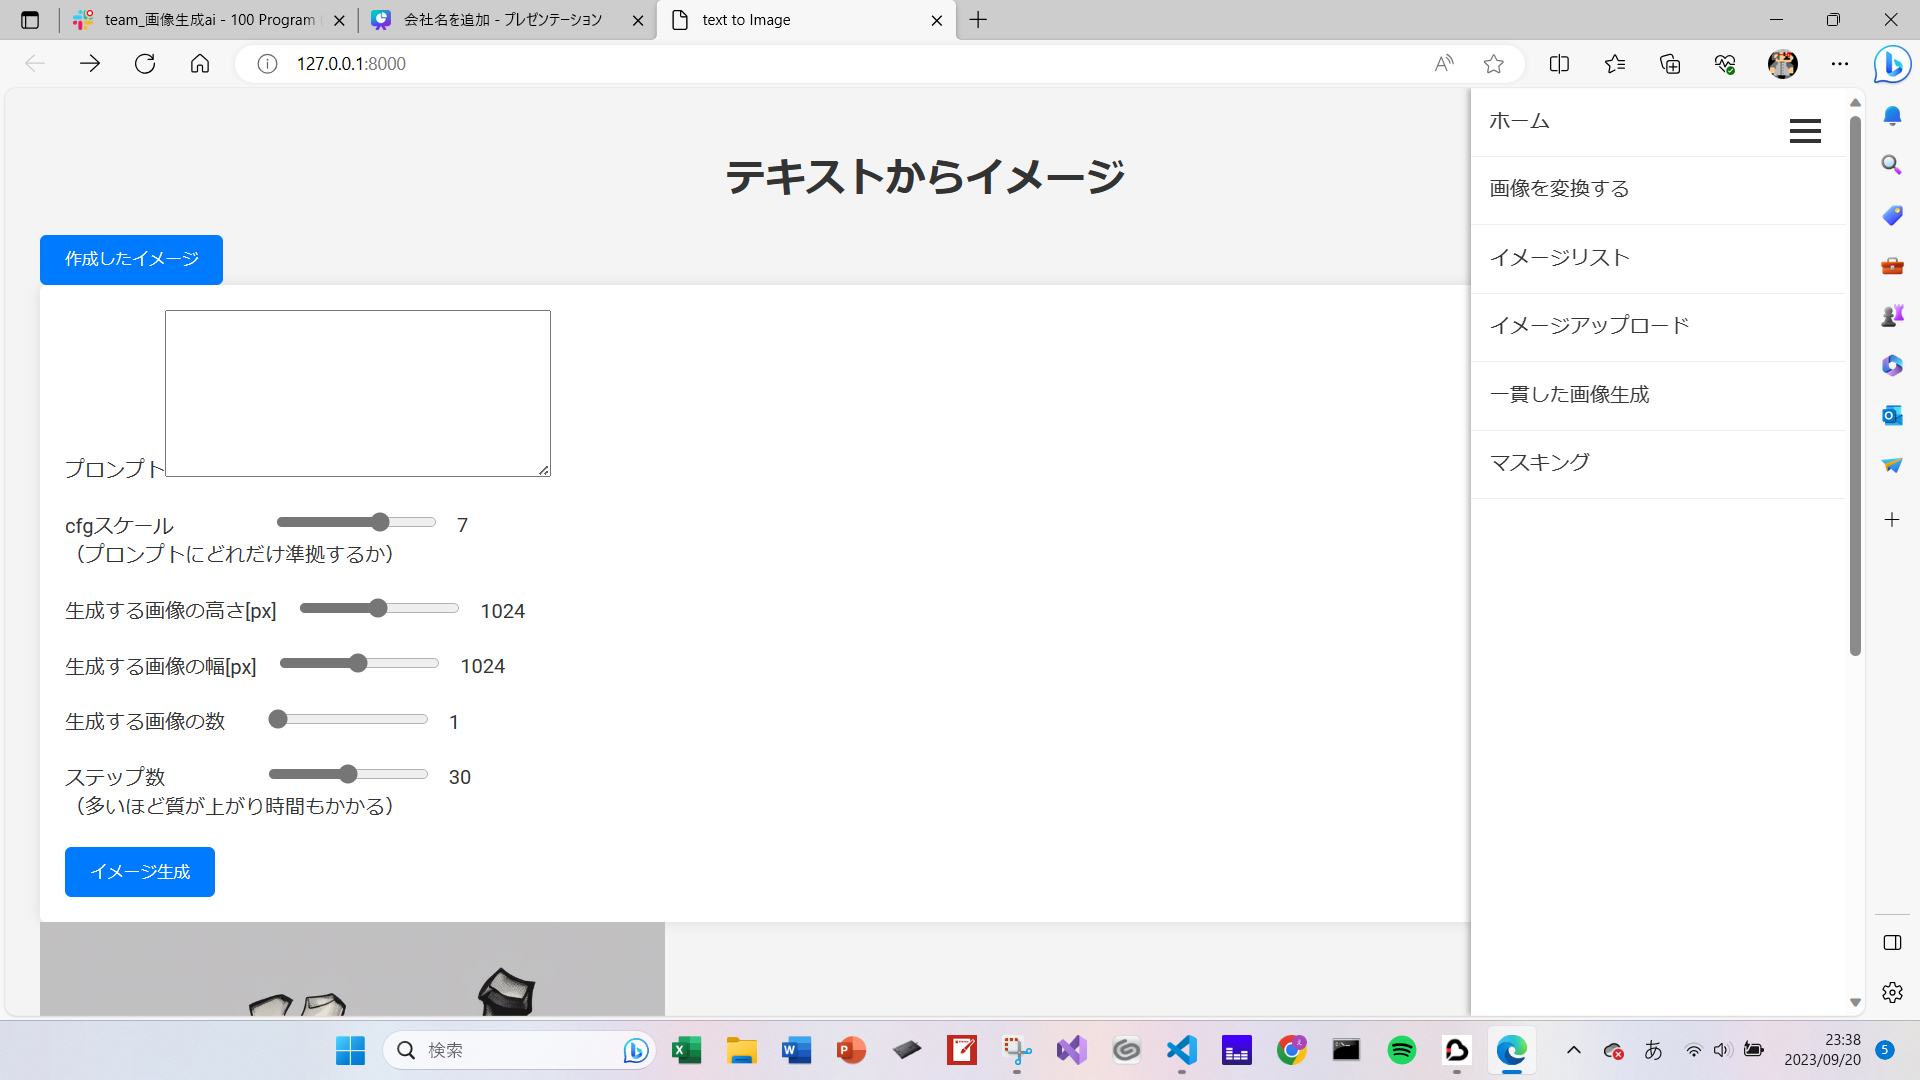 team_画像生成ai - 100 Program
会社名を追加 - プレゼンテーション
text to Image
127.0.0.1:8000
テキストからイメージ
作成したイメージ
プロンプト
cfgスケール 7
（プロンプトにどれだけ準拠するか）
生成する画像の高さ[px] 1024
生成する画像の幅[px] 1024
生成する画像の数 1
ステップ数 30
（多いほど質が上がり時間もかかる）
イメージ生成
ホーム
画像を変換する
イメージリスト
イメージアップロード
一貫した画像生成
マスキング
検索
あ
23:38
2023/09/20
5